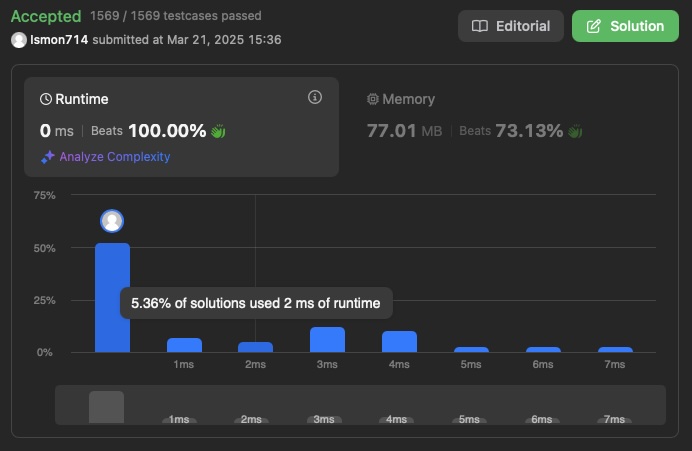 Accepted 1569 / 1569 testcases passed
lsmon714 submitted at Mar 21, 2025 15:36
Editorial
Solution
Runtime
0 ms | Beats 100.00%
Analyze Complexity
Memory
77.01 MB | Beats 73.13%
75%
50%
25%
0%
5.36% of solutions used 2 ms of runtime
1ms 2ms 3ms 4ms 5ms 6ms 7ms
1ms 2ms 3ms 4ms 5ms 6ms 7ms